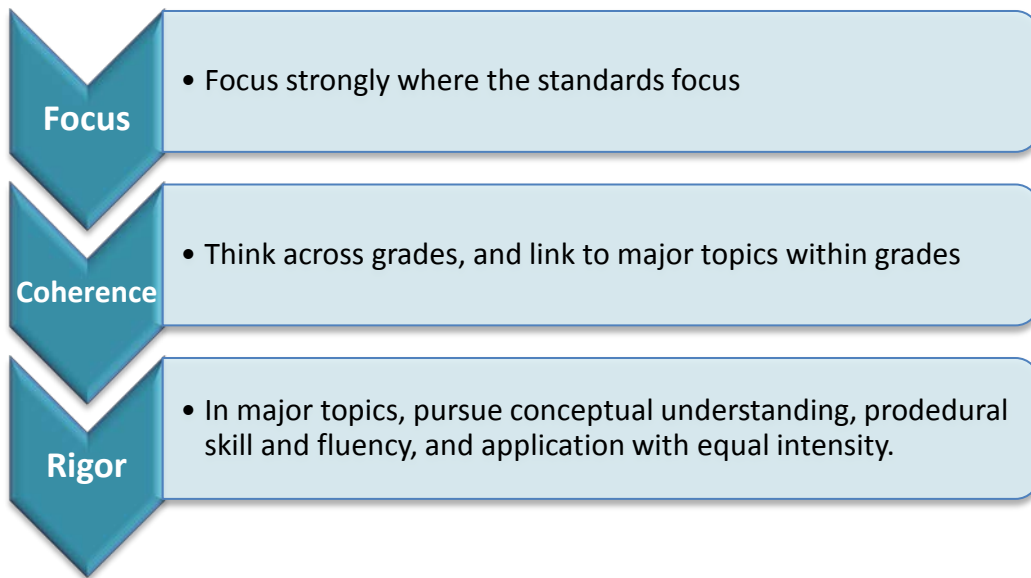 Focus
• Focus strongly where the standards focus
Coherence
• Think across grades, and link to major topics within grades
Rigor
• In major topics, pursue conceptual understanding, prodedural
skill and fluency, and application with equal intensity.